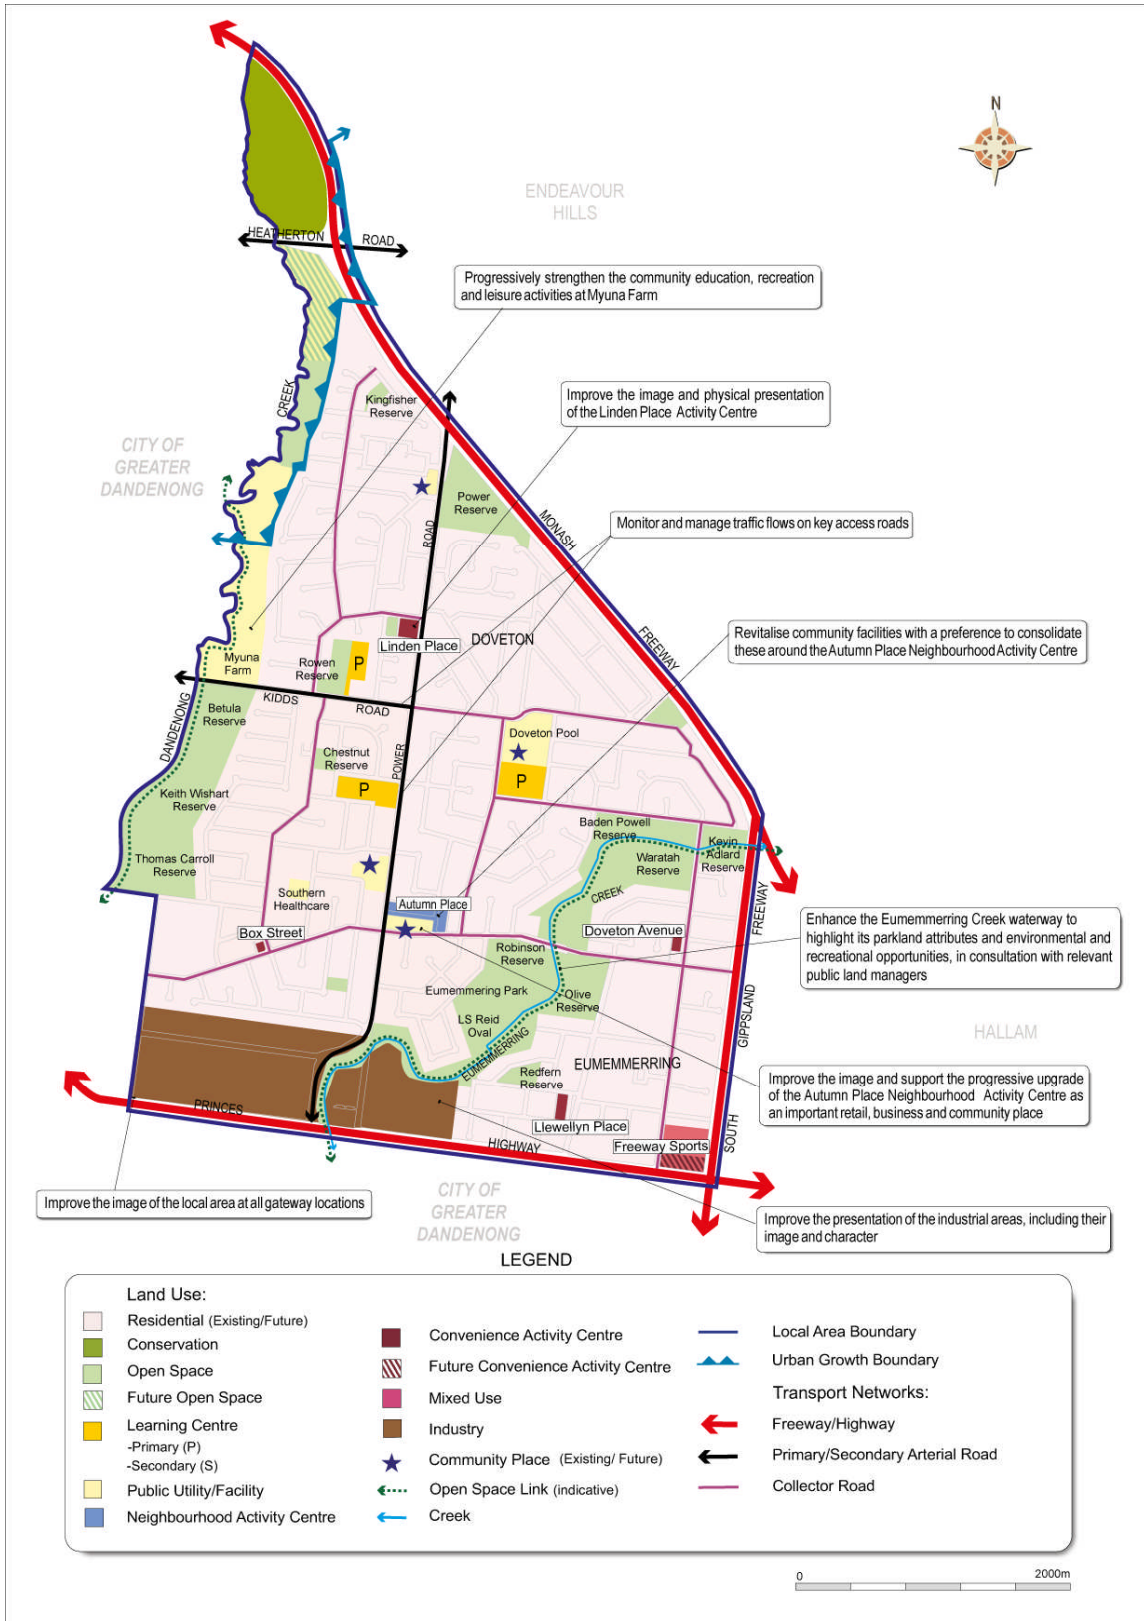 N
ENDEAVOUR
HILLS
HEATHERTON ROAD
Progressively strengthen the community education, recreation
and leisure activities at Myuna Farm
CREEK
Kingfisher
Reserve
Improve the image and physical presentation
of the Linden Place Activity Centre
CITY OF
GREATER
DANDENONG
Power
Reserve
ROAD
MONASH
Monitor and manage traffic flows on key access roads
FREEWAY
Linden Place
DOVETON
Revitalise community facilities with a preference to consolidate
these around the Autumn Place Neighbourhood Activity Centre
Myuna
Farm
Rowen
Reserve
P
KIDDS ROAD
DANDENONG
Betula
Reserve
POWER
Doveton Pool
Chestnut
Reserve
P
P
Keith Wishart
Reserve
Baden Powell
Reserve
Kevin
Adlard
Reserve
Waratah
Reserve
Thomas Carroll
Reserve
CREEK
FREEWAY
Southern
Healthcare
Autumn Place
Box Street
Doveton Avenue
Enhance the Eumemmerring Creek waterway to
highlight its parkland attributes and environmental and
recreational opportunities, in consultation with relevant
public land managers
Robinson
Reserve
Eumemmering Park
Olive
Reserve
GIPPSLAND
LS Reid
Oval
HALLAM
EUMEMMERRING
EUMEMMERRING
Redfern
Reserve
Improve the image and support the progressive upgrade
of the Autumn Place Neighbourhood Activity Centre as
an important retail, business and community place
PRINCES
Llewellyn Place
HIGHWAY
Freeway Sports
SOUTH
Improve the image of the local area at all gateway locations
CITY OF
GREATER
DANDENONG
Improve the presentation of the industrial areas, including their
image and character
LEGEND
Land Use:
Residential (Existing/Future)
Conservation
Open Space
Future Open Space
Learning Centre
-Primary (P)
-Secondary (S)
Public Utility/Facility
Neighbourhood Activity Centre
Convenience Activity Centre
Future Convenience Activity Centre
Mixed Use
Industry
Community Place (Existing/ Future)
Open Space Link (indicative)
Creek
Local Area Boundary
Urban Growth Boundary
Transport Networks:
Freeway/Highway
Primary/Secondary Arterial Road
Collector Road
0 2000m